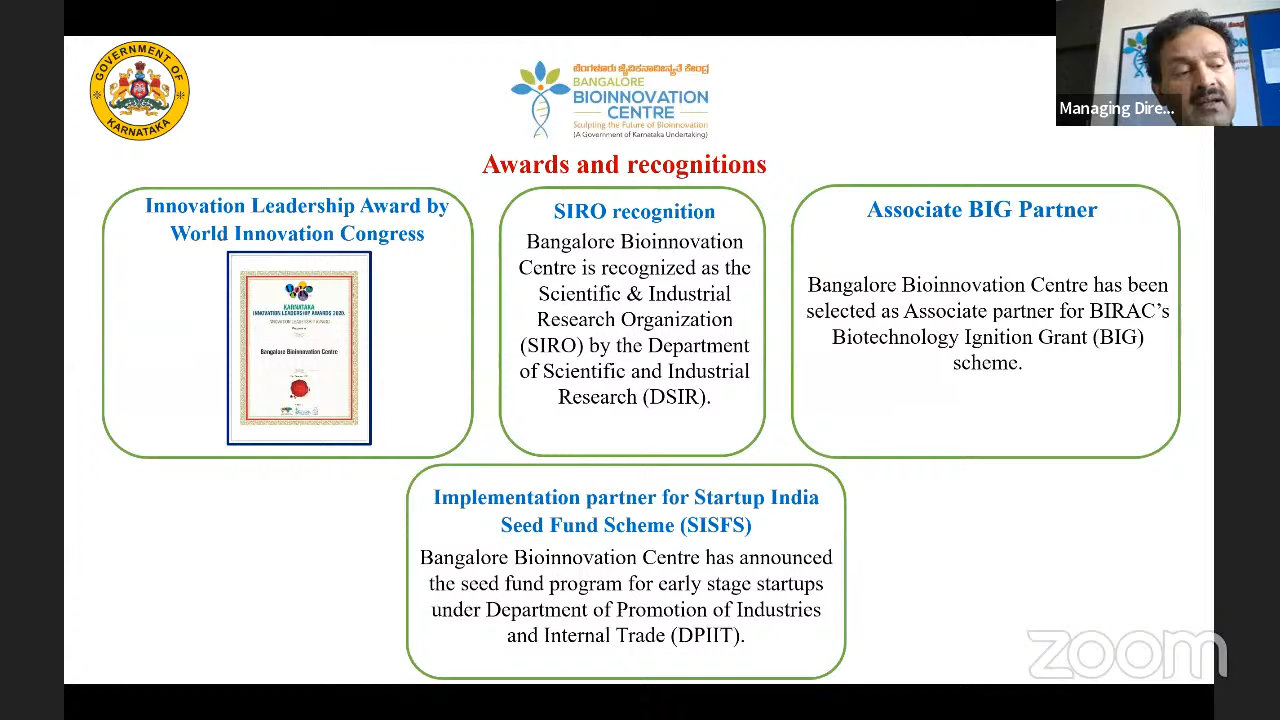 GOVERNMENT OF
KARNATAKA
ಬೆಂಗಳೂರು ಜೈವಿಕನಾವಿನ್ಯತೆ ಕೇಂದ್ರ
BANGALORE
BIOINNOVATION
CENTRE
Sculpting the Future of Bioinnovation
(A Government of Karnataka Undertaking)
Managing Dire...
Awards and recognitions
Innovation Leadership Award by
World Innovation Congress
KARNATAKA
INNOVATION LEADERSHIP AWARDS 2020.
Bangalore Bioinnovation Centre
SIRO recognition
Bangalore Bioinnovation
Centre is recognized as the
Scientific & Industrial
Research Organization
(SIRO) by the Department
of Scientific and Industrial
Research (DSIR).
Associate BIG Partner
Bangalore Bioinnovation Centre has been
selected as Associate partner for BIRAC's
Biotechnology Ignition Grant (BIG)
scheme.
Implementation partner for Startup India
Seed Fund Scheme (SISFS)
Bangalore Bioinnovation Centre has announced
the seed fund program for early stage startups
under Department of Promotion of Industries
and Internal Trade (DPIIT).
zoom